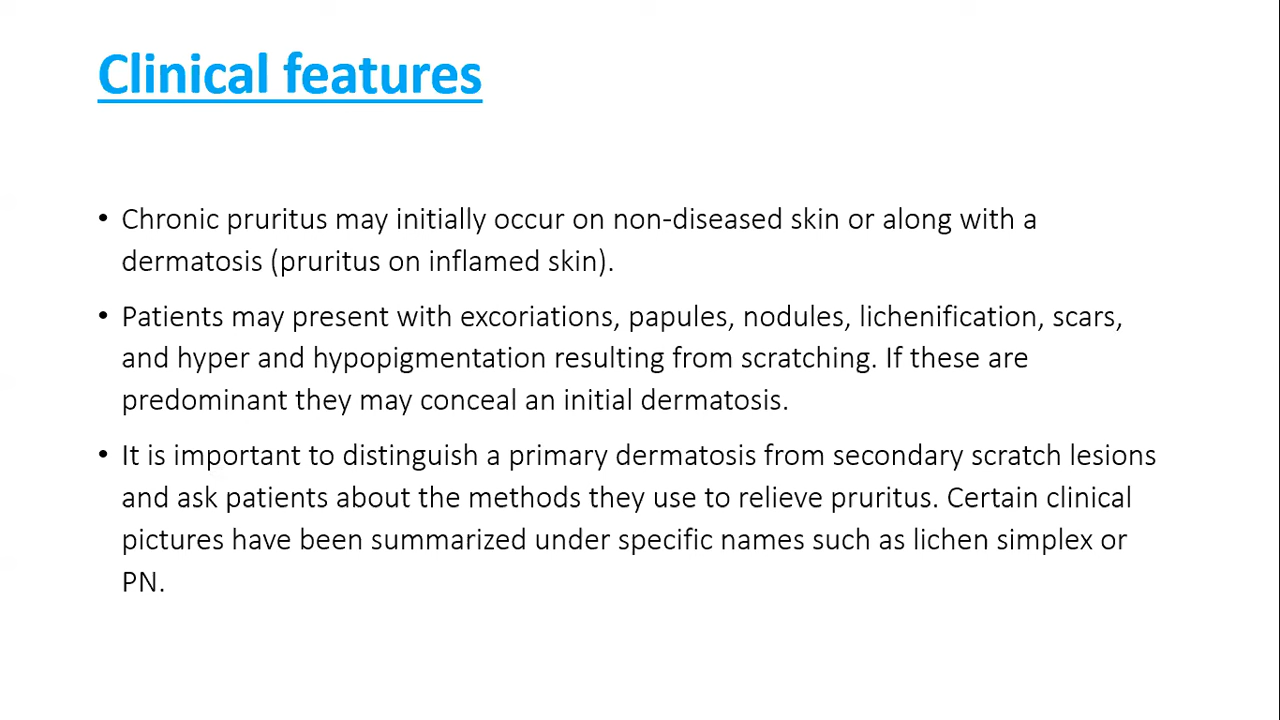 Clinical features
• Chronic pruritus may initially occur on non-diseased skin or along with a
dermatosis (pruritus on inflamed skin).
• Patients may present with excoriations, papules, nodules, lichenification, scars,
and hyper and hypopigmentation resulting from scratching. If these are
predominant they may conceal an initial dermatosis.
• It is important to distinguish a primary dermatosis from secondary scratch lesions
and ask patients about the methods they use to relieve pruritus. Certain clinical
pictures have been summarized under specific names such as lichen simplex or
PN.